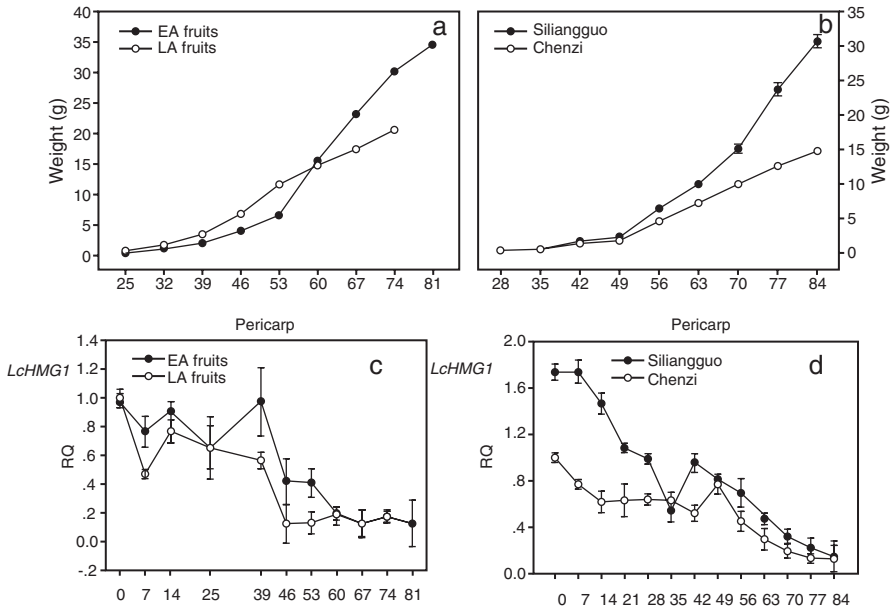 a
EA fruits
LA fruits
Weight (g)
40
35
30
25
20
15
10
5
0
25 32 39 46 53 60 67 74 81
b
Siliangguo
Chenzi
Weight (g)
35
30
25
20
15
10
5
0
28 35 42 49 56 63 70 77 84
Pericarp
c
EA fruits
LA fruits
LcHMG1
RQ
1.4
1.2
1.0
.8
.6
.4
.2
0.0
-.2
0 7 14 25 39 46 53 60 67 74 81
Pericarp
d
Siliangguo
Chenzi
LcHMG1
RQ
2.0
1.6
1.2
.8
.4
0.0
0 7 14 21 28 35 42 49 56 63 70 77 84